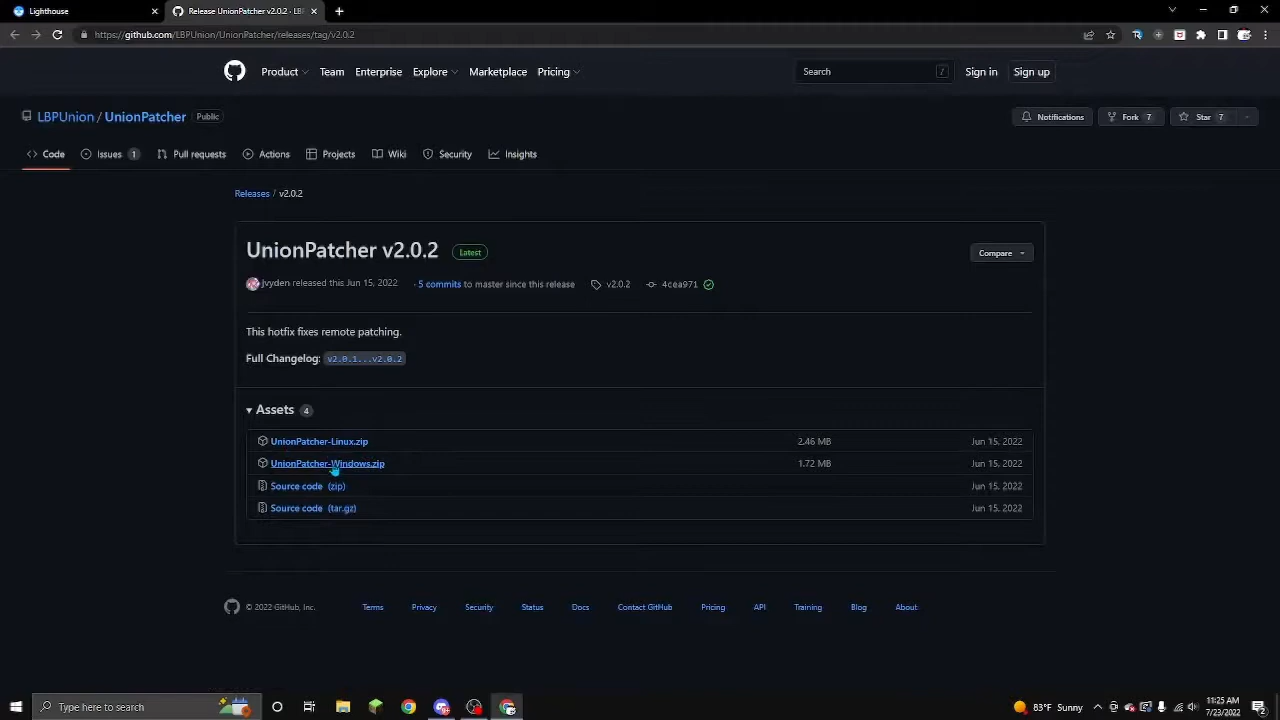 Lighthouse
Release UnionPatcher v2.0.2 · LBP
https://github.com/LBPUnion/UnionPatcher/releases/tag/v2.0.2
Product Team Enterprise Explore Marketplace Pricing
Search /
Sign in Sign up
LBPUnion / UnionPatcher Public
Notifications Fork 7 Star 7
Code Issues 1 Pull requests Actions Projects Wiki Security Insights
Releases / v2.0.2
UnionPatcher v2.0.2 Latest
Compare
Jvyden released this Jun 15, 2022 · 5 commits to master since this release v2.0.2 4cea971
This hotfix fixes remote patching.
Full Changelog: v2.0.1...v2.0.2
Assets 4
UnionPatcher-Linux.zip 2.46 MB Jun 15, 2022
UnionPatcher-Windows.zip 1.72 MB Jun 15, 2022
Source code (zip) Jun 15, 2022
Source code (tar.gz) Jun 15, 2022
© 2022 GitHub, Inc. Terms Privacy Security Status Docs Contact GitHub Pricing API Training Blog About
Type here to search
83°F Sunny
11:25 AM
7/23/2022